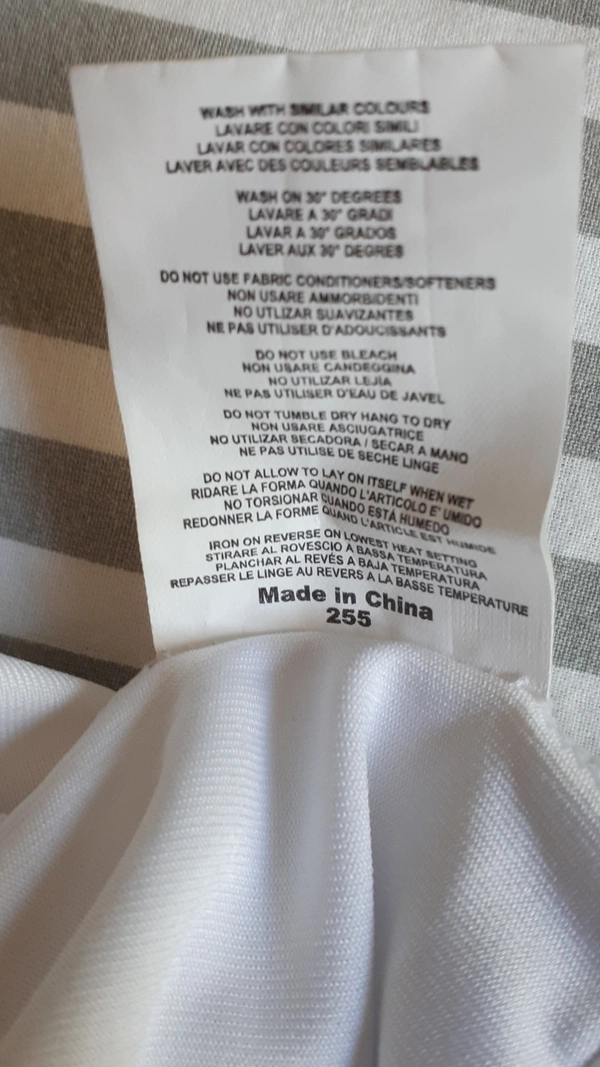 WASH WITH SIMILAR COLOURS
LAVARE CON COLORI SIMILI
LAVAR CON COLORES SIMILARES
LAVER AVEC DES COULEURS SEMBLABLES
WASH ON 30° DEGREES
LAVARE A 30° GRADI
LAVAR A 30° GRADOS
LAVER AUX 30° DEGRES
DO NOT USE FABRIC CONDITIONERS/SOFTENERS
NON USARE AMMORBIDENTI
NO UTLIZAR SUAVIZANTES
NE PAS UTILISER D'ADOUCISSANTS
DO NOT USE BLEACH
NON USARE CANDEGGINA
NO UTILIZAR LEJÍA
NE PAS UTILISER D'EAU DE JAVEL
DO NOT TUMBLE DRY HANG TO DRY
NON USARE ASCIUGATRICE
NO UTILIZAR SECADORA / SECAR A MANO
NE PAS UTILISE DE SECHE LINGE
DO NOT ALLOW TO LAY ON ITSELF WHEN WET
RIDARE LA FORMA QUANDO L'ARTICOLO E' UMIDO
NO TORSIONAR CUANDO ESTÁ HUMEDO
REDONNER LA FORME QUAND L'ARTICLE EST HUMIDE
IRON ON REVERSE ON LOWEST HEAT SETTING
STIRARE AL ROVESCIO A BASSA TEMPERATURA
PLANCHAR AL REVÉS A BAJA TEMPERATURA
REPASSER LE LINGE AU REVERS A LA BASSE TEMPERATURE
Made in China
255